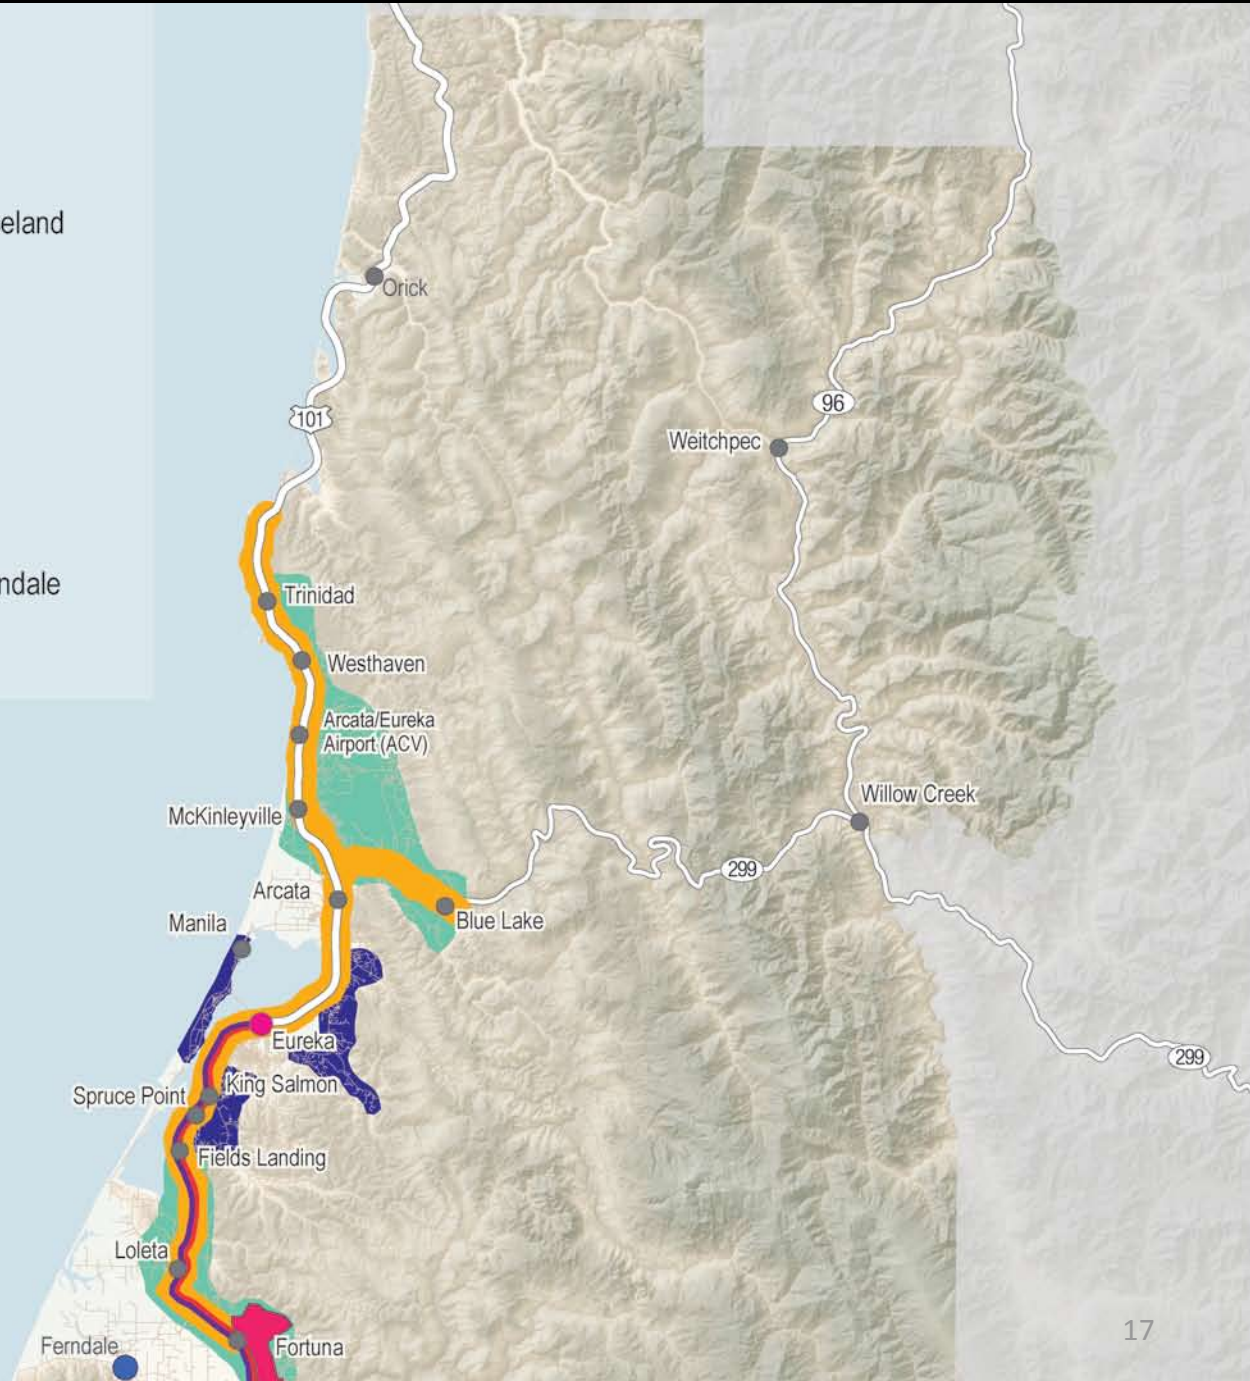 eland
Orick
101
96
Weitchpec
ndale
Trinidad
Westhaven
Arcata/Eureka
Airport (ACV)
Willow Creek
McKinleyville
299
Arcata
Blue Lake
Manila
Eureka
299
King Salmon
Spruce Point
Fields Landing
Loleta
Ferndale
Fortuna
17